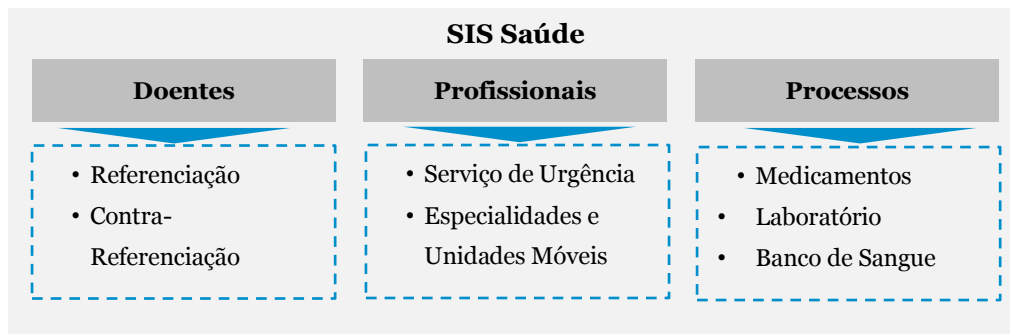 SIS Saúde
Doentes
Profissionais
Processos
• Referenciação
• Contra-
Referenciação
• Serviço de Urgência
• Especialidades e
Unidades Móveis
• Medicamentos
• Laboratório
• Banco de Sangue